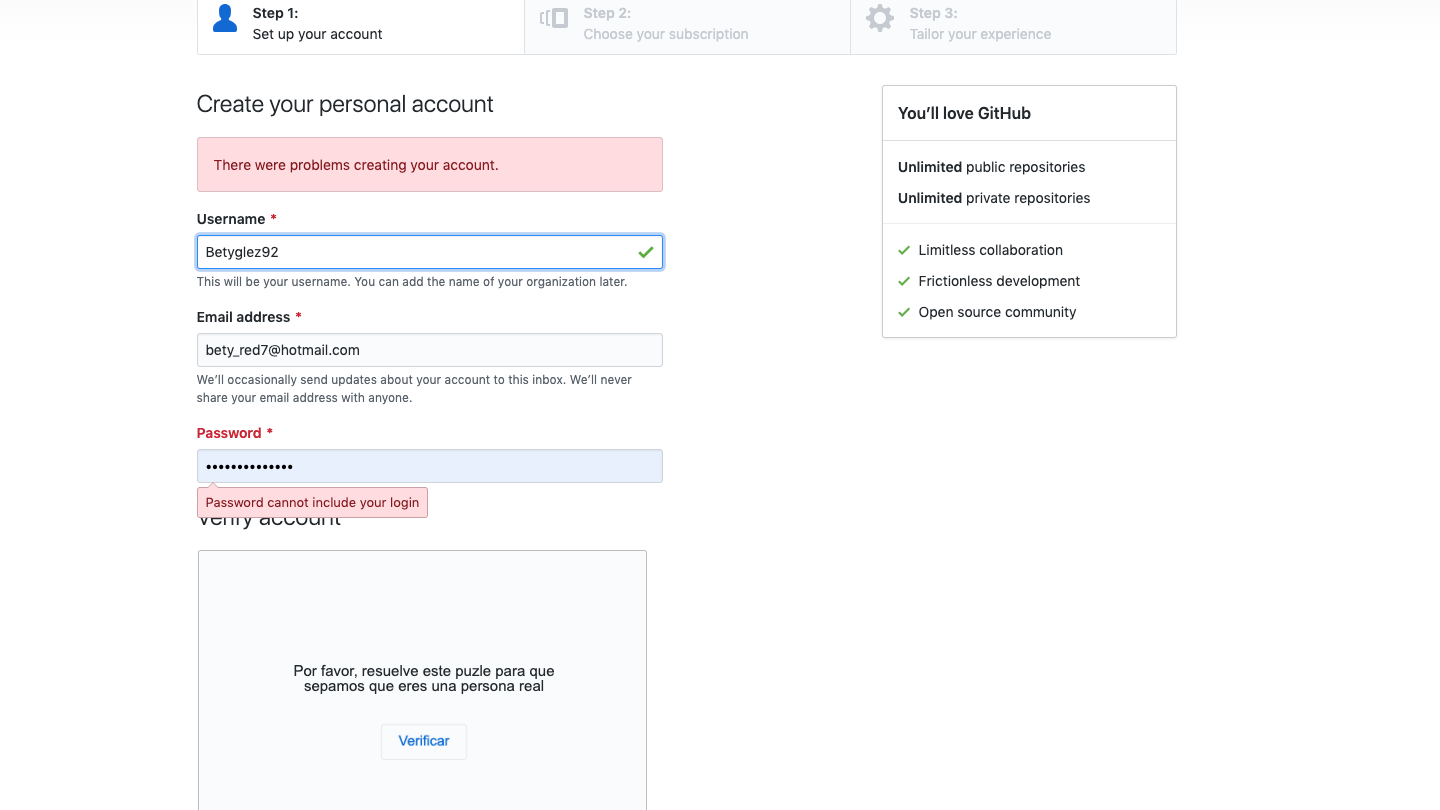 Step 1:
Set up your account
Step 2:
Choose your subscription
Step 3:
Tailor your experience
Create your personal account
There were problems creating your account.
Username *
Betyglez92
This will be your username. You can add the name of your organization later.
Email address *
bety_red7@hotmail.com
We’ll occasionally send updates about your account to this inbox. We’ll never
share your email address with anyone.
Password *
••••••••••••••
Password cannot include your login
Verify account
Por favor, resuelve este puzle para que
sepamos que eres una persona real
Verificar
You’ll love GitHub
Unlimited public repositories
Unlimited private repositories
Limitless collaboration
Frictionless development
Open source community